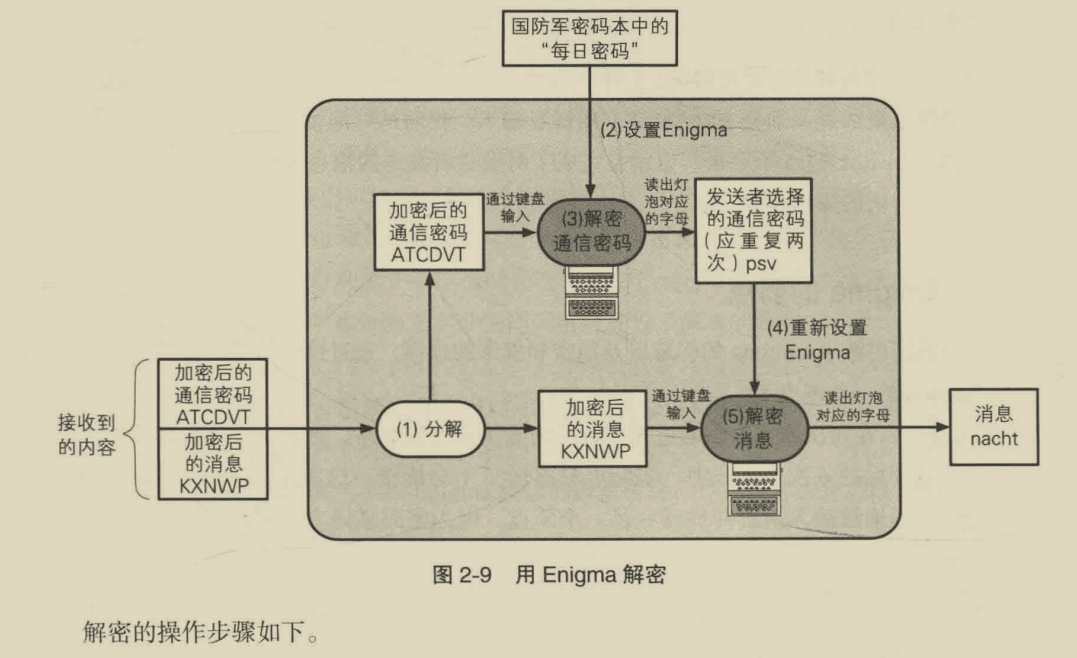 国防军密码本中的
“每日密码”
(2)设置Enigma
加密后的
通信密码
ATCDVT
通过键盘
输入
(3)解密
通信密码
读出灯
泡对应
的字母
发送者选择
的通信密码
(应重复两
次) psv
(4)重新设置
Enigma
接收到
的内容
加密后的
通信密码
ATCDVT
加密后
的消息
KXNWP
(1) 分解
加密后
的消息
KXNWP
通过键盘
输入
(5)解密
消息
读出灯泡
对应的字母
消息
nacht
图 2-9 用 Enigma 解密
解密的操作步骤如下。